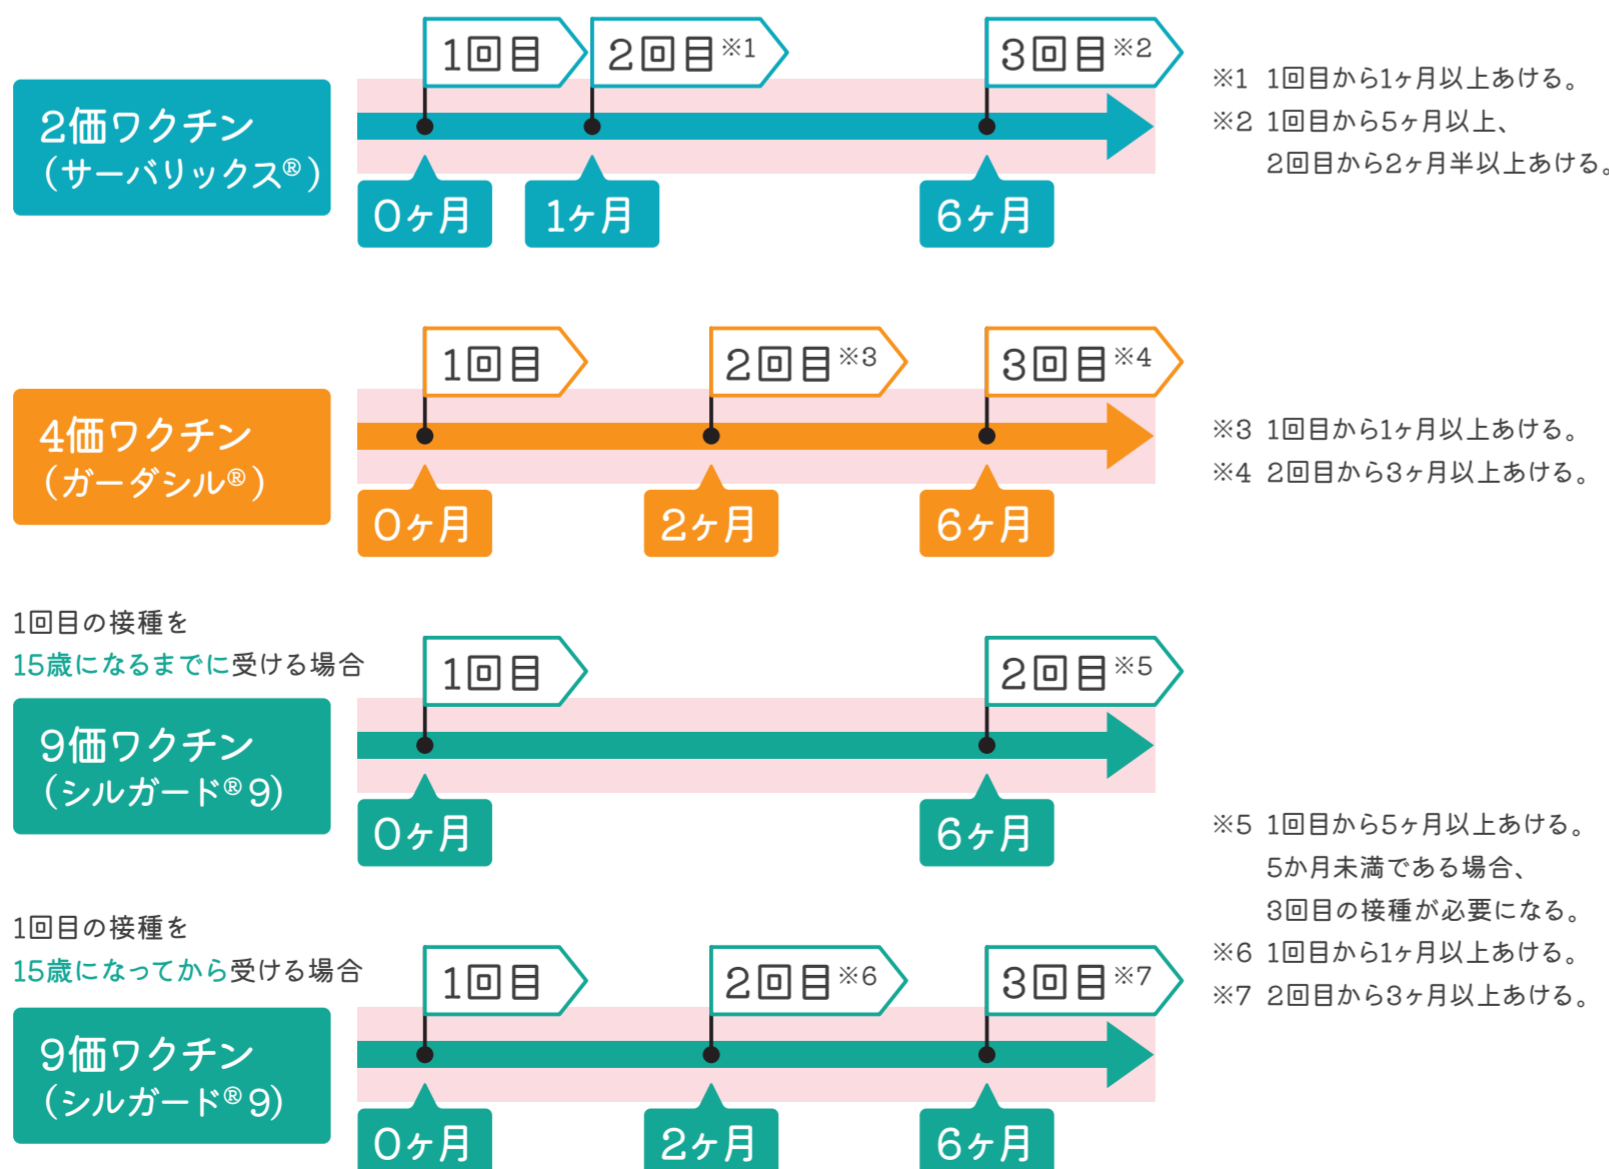 1回目
2回目※1
3回目※2
2価ワクチン
（サーバリックス®）
0ヶ月
1ヶ月
6ヶ月
※1 1回目から1ヶ月以上あける。
※2 1回目から5ヶ月以上、
2回目から2ヶ月半以上あける。
1回目
2回目※3
3回目※4
4価ワクチン
（ガーダシル®）
0ヶ月
2ヶ月
6ヶ月
※3 1回目から1ヶ月以上あける。
※4 2回目から3ヶ月以上あける。
1回目の接種を
15歳になるまでに受ける場合
1回目
2回目※5
9価ワクチン
（シルガード®9）
0ヶ月
6ヶ月
※5 1回目から5ヶ月以上あける。
5か月未満である場合、
3回目の接種が必要になる。
※6 1回目から1ヶ月以上あける。
※7 2回目から3ヶ月以上あける。
1回目の接種を
15歳になってから受ける場合
1回目
2回目※6
3回目※7
9価ワクチン
（シルガード®9）
0ヶ月
2ヶ月
6ヶ月